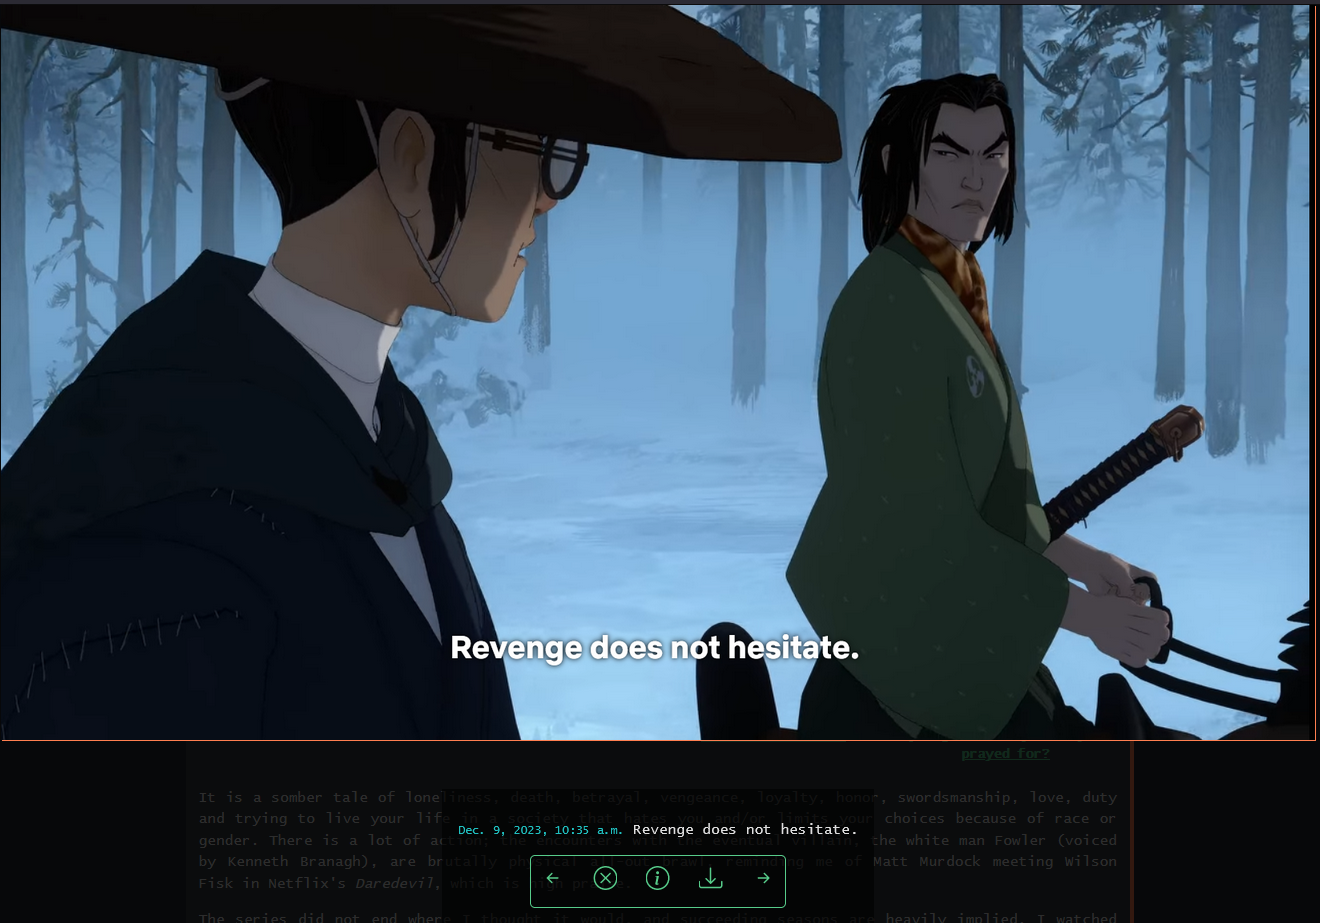 Revenge does not hesitate.
prayed for?
It is a somber tale of loneliness, death, betrayal, vengeance, loyalty, honor, swordsmanship, love, duty
and trying to live your life in a society that hates you and/or limits your choices because of race or
gender. There is a lot of action; the encounters with the eventual villain, the white man Fowler (voiced
by Kenneth Branagh), are brutally physical all-out brawl, reminding me of Matt Murdock meeting Wilson
Fisk in Netflix's Daredevil, which is high praise.
Dec. 9, 2023, 10:35 a.m. Revenge does not hesitate.
The series did not end where I thought it would, and succeeding seasons are heavily implied. I watched